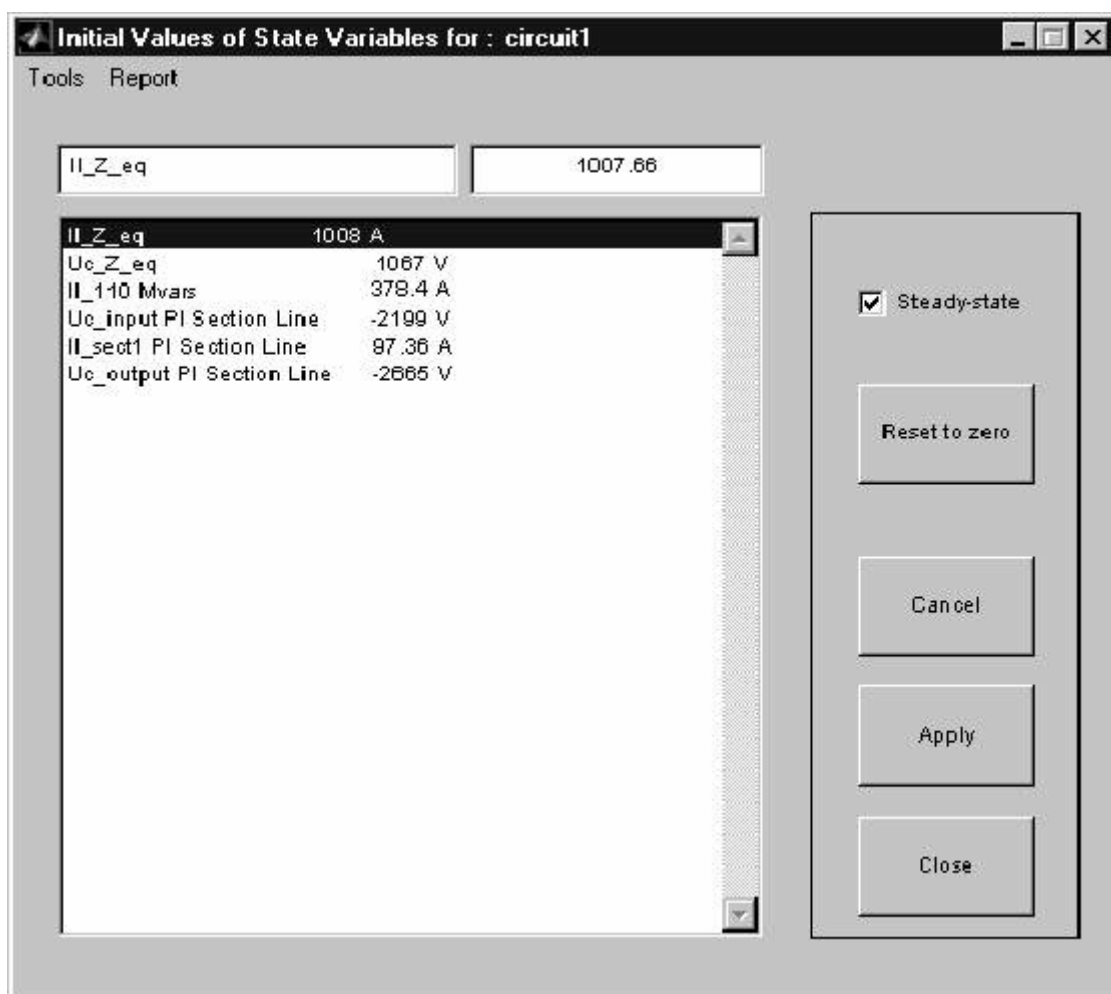 Initial Values of State Variables for : circuit1
Tools Report
Il_Z_eq 1007.66
Il_Z_eq 1008 A
Uc_Z_eq 1067 V
Il_110 Mvars 378.4 A
Uc_input PI Section Line -2199 V
Il_sect1 PI Section Line 97.36 A
Uc_output PI Section Line -2665 V
Steady-state
Reset to zero
Cancel
Apply
Close